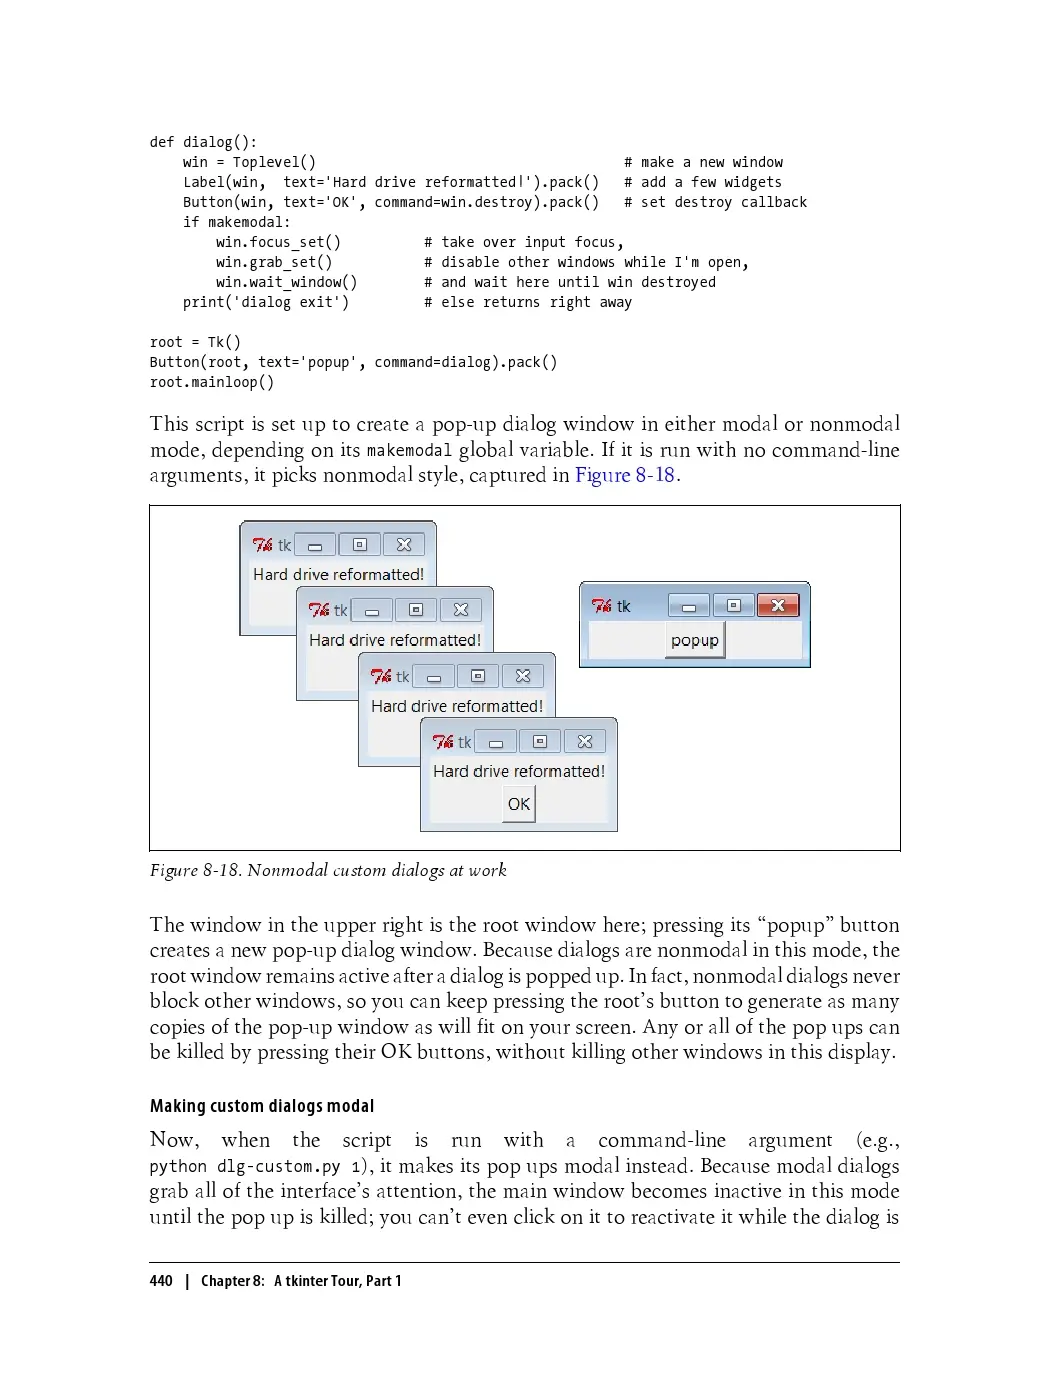 def dialog():
    win = Toplevel()                                     # make a new window
    Label(win,  text='Hard drive reformatted!').pack()   # add a few widgets
    Button(win, text='OK', command=win.destroy).pack()   # set destroy callback
    if makemodal:
        win.focus_set()          # take over input focus,
        win.grab_set()           # disable other windows while I'm open,
        win.wait_window()        # and wait here until win destroyed
    print('dialog exit')         # else returns right away
root = Tk()
Button(root, text='popup', command=dialog).pack()
root.mainloop()
This script is set up to create a pop-up dialog window in either modal or nonmodal
mode, depending on its makemodal global variable. If it is run with no command-line
arguments, it picks nonmodal style, captured in Figure 8-18.
tk
Hard drive reformatted!
tk
Hard drive reformatted!
tk
Hard drive reformatted!
tk
Hard drive reformatted!
OK
tk
popup
Figure 8-18. Nonmodal custom dialogs at work
The window in the upper right is the root window here; pressing its “popup” button
creates a new pop-up dialog window. Because dialogs are nonmodal in this mode, the
root window remains active after a dialog is popped up. In fact, nonmodal dialogs never
block other windows, so you can keep pressing the root’s button to generate as many
copies of the pop-up window as will fit on your screen. Any or all of the pop ups can
be killed by pressing their OK buttons, without killing other windows in this display.
Making custom dialogs modal
Now, when the script is run with a command-line argument (e.g.,
python dlg-custom.py 1), it makes its pop ups modal instead. Because modal dialogs
grab all of the interface’s attention, the main window becomes inactive in this mode
until the pop up is killed; you can’t even click on it to reactivate it while the dialog is
440 | Chapter 8: A tkinter Tour, Part 1